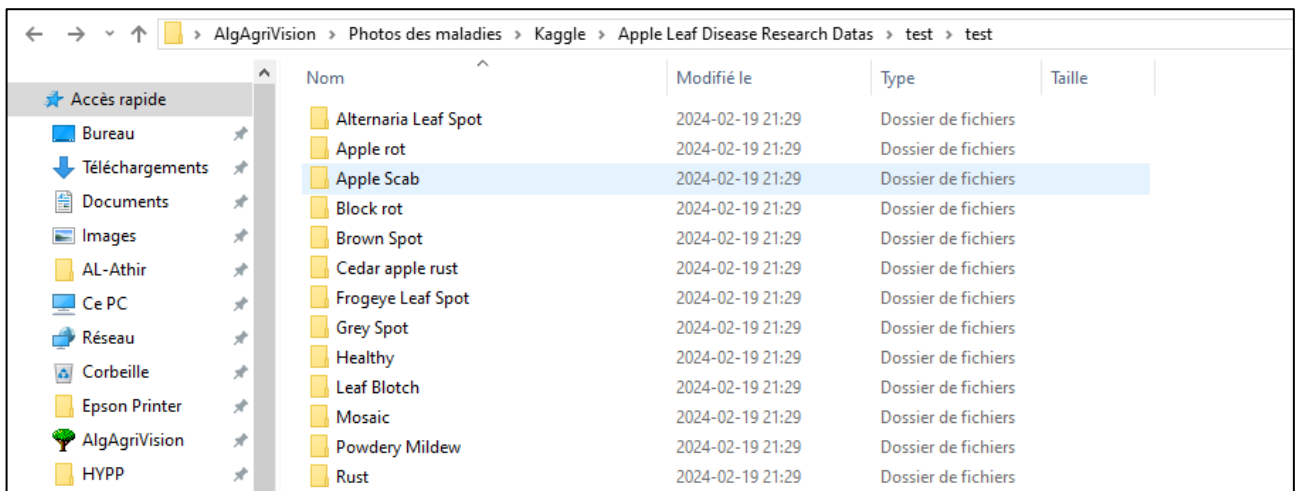 AlgAgriVision > Photos des maladies > Kaggle > Apple Leaf Disease Research Datas > test > test
Nom Modifié le Type Taille
Accès rapide
Bureau
Téléchargements
Documents
Images
AL-Athir
Ce PC
Réseau
Corbeille
Epson Printer
AlgAgriVision
HYPP
Alternaria Leaf Spot 2024-02-19 21:29 Dossier de fichiers
Apple rot 2024-02-19 21:29 Dossier de fichiers
Apple Scab 2024-02-19 21:29 Dossier de fichiers
Block rot 2024-02-19 21:29 Dossier de fichiers
Brown Spot 2024-02-19 21:29 Dossier de fichiers
Cedar apple rust 2024-02-19 21:29 Dossier de fichiers
Frogeye Leaf Spot 2024-02-19 21:29 Dossier de fichiers
Grey Spot 2024-02-19 21:29 Dossier de fichiers
Healthy 2024-02-19 21:29 Dossier de fichiers
Leaf Blotch 2024-02-19 21:29 Dossier de fichiers
Mosaic 2024-02-19 21:29 Dossier de fichiers
Powdery Mildew 2024-02-19 21:29 Dossier de fichiers
Rust 2024-02-19 21:29 Dossier de fichiers